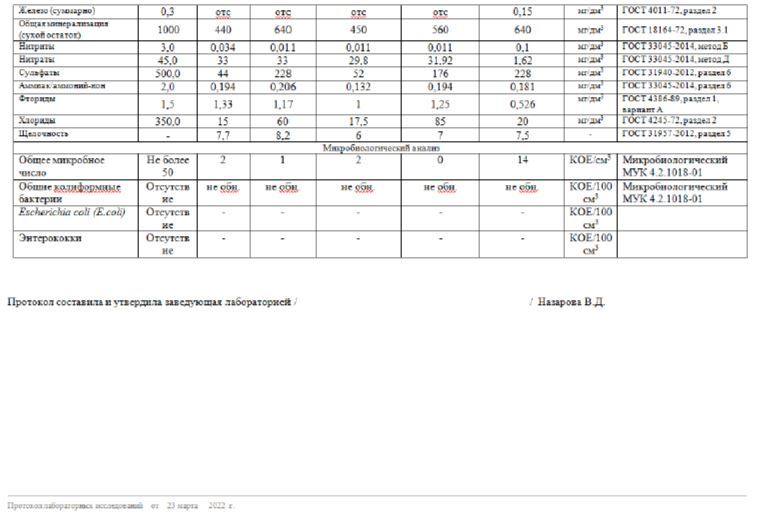 Железо (суммарно) 0,3 отс отс отс отс 0,15 мг/дм³ ГОСТ 4011-72, раздел 2
Общая минерализация (сухой остаток) 1000 440 640 450 560 640 мг/дм³ ГОСТ 18164-72, раздел 3.1
Нитриты 3,0 0,034 0,011 0,011 0,011 0,1 мг/дм³ ГОСТ 33045-2014, метод Б
Нитраты 45,0 33 33 29,8 31,92 1,62 мг/дм³ ГОСТ 33045-2014, метод Д
Сульфаты 500,0 44 228 52 176 228 мг/дм³ ГОСТ 31940-2012, раздел 6
Аммиак/аммоний-ион 2,0 0,194 0,206 0,132 0,194 0,181 мг/дм³ ГОСТ 33045-2014, раздел 6
Фториды 1,5 1,33 1,17 1 1,25 0,526 мг/дм³ ГОСТ 4386-89, раздел 1, вариант А
Хлориды 350,0 15 60 17,5 85 20 мг/дм³ ГОСТ 4245-72, раздел 2
Щелочность - 7,7 8,2 6 7 7,5 - ГОСТ 31957-2012, раздел 5
Микробиологический анализ
Общее микробное число Не более 50 2 1 2 0 14 КОЕ/см³ Микробиологический МУК 4.2.1018-01
Общие колиформные бактерии Отсутствие не обн. не обн. не обн. не обн. не обн. КОЕ/100 см³ Микробиологический МУК 4.2.1018-01
Escherichia coli (E.coli) Отсутствие - - - - - КОЕ/100 см³
Энтерококки Отсутствие - - - - - КОЕ/100 см³
Протокол составила и утвердила заведующая лабораторией / / Назарова В.Д.
Протокол лабораторных исследований от 23 марта 2022 г.